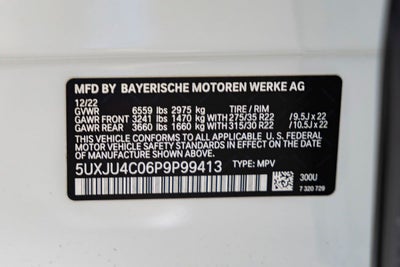 MFD BY BAYERISCHE MOTOREN WERKE AG
12/22
GVWR 6559 lbs 2975 kg TIRE / RIM
GAWR FRONT 3241 lbs 1470 kg 275/35 R22 / 9.5J x 22
GAWR REAR 3660 lbs 1660 kg 315/30 R22 / 10.5J x 22
THIS VEHICLE CONFORMS TO ALL APPLICABLE U. S. FEDERAL
MOTOR VEHICLE SAFETY STANDARDS IN EFFECT ON THE
DATE OF MANUFACTURE SHOWN ABOVE.
5UXJU4C06P9P99413 TYPE: MPV
300U
7 320 729